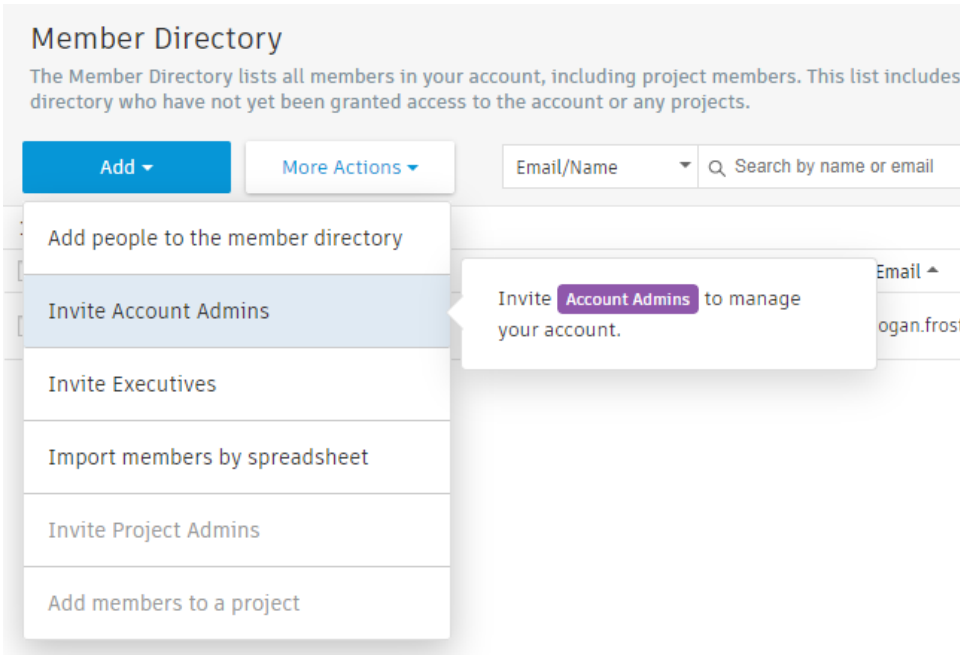 Member Directory
The Member Directory lists all members in your account, including project members. This list includes
directory who have not yet been granted access to the account or any projects.
Add
More Actions
Email/Name
Search by name or email
Add people to the member directory
Invite Account Admins
Invite Account Admins to manage
your account.
Email
ogan.fros
Invite Executives
Import members by spreadsheet
Invite Project Admins
Add members to a project